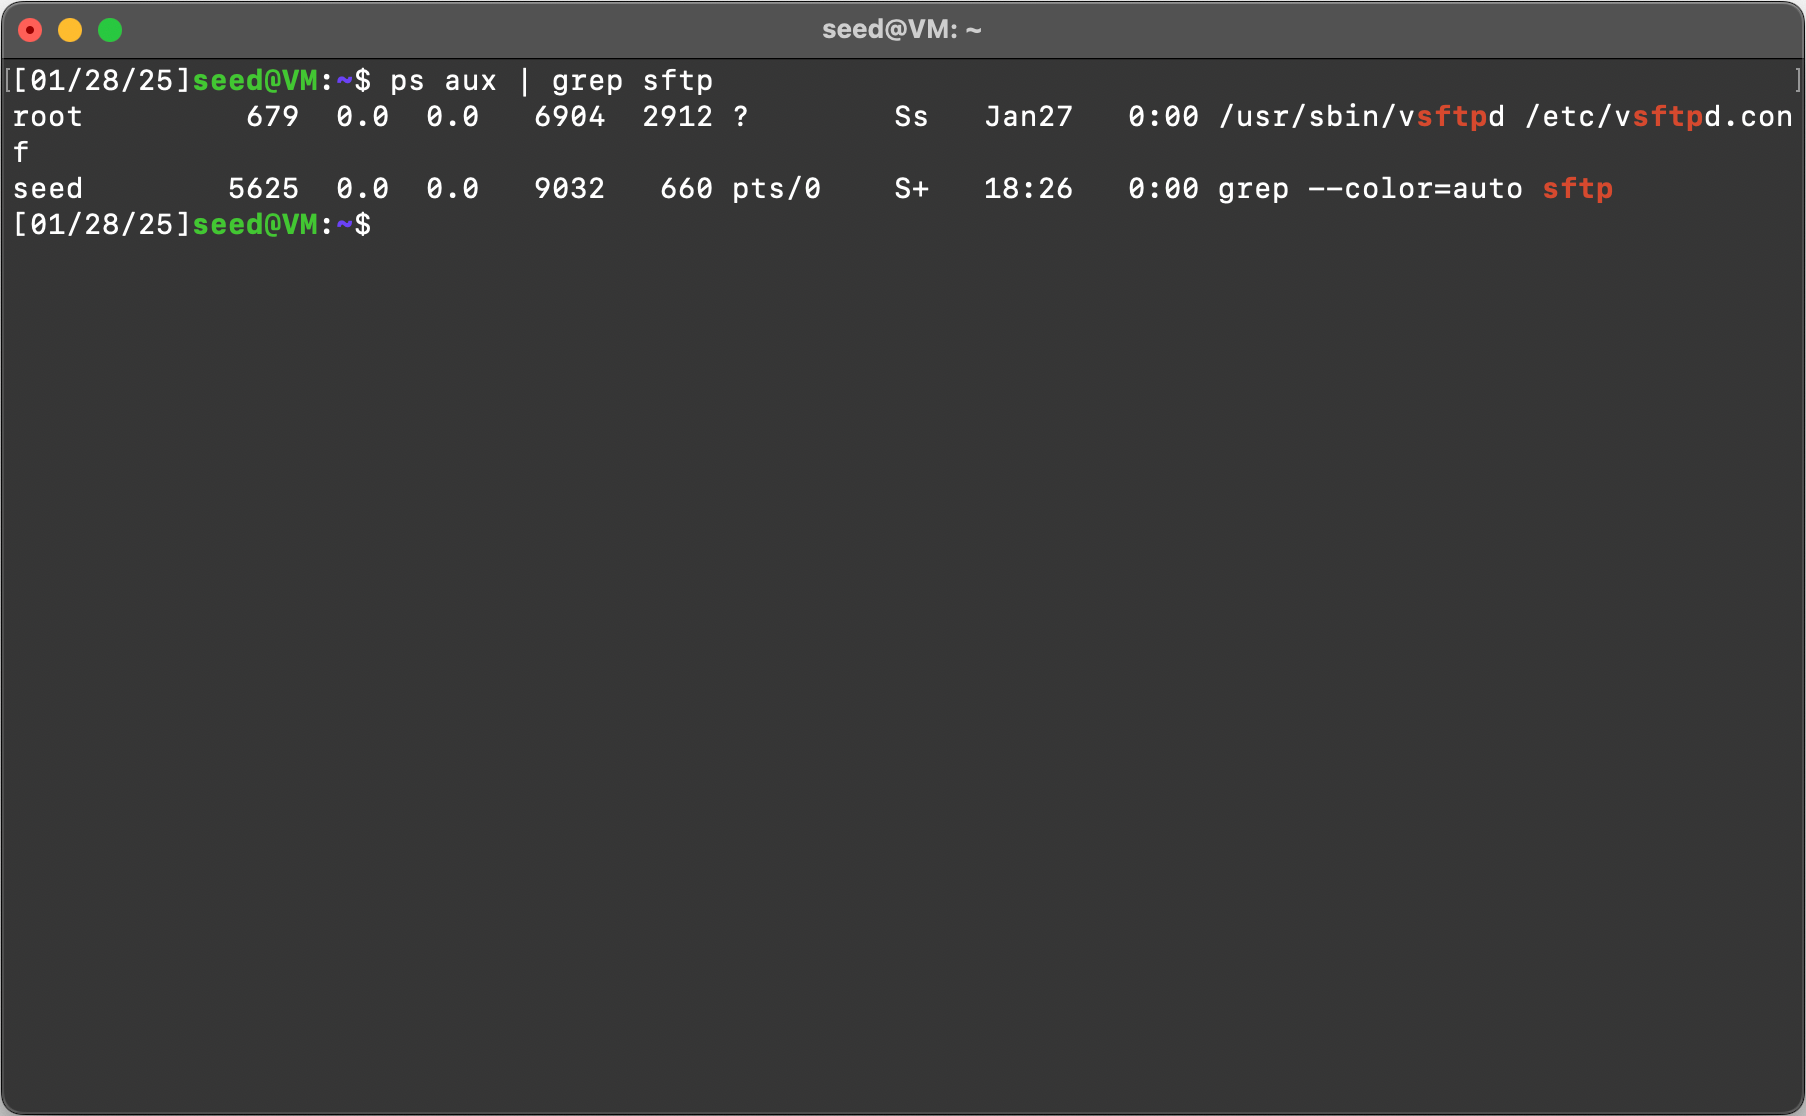 seed@VM: ~
[[01/28/25]seed@VM:~$ ps aux | grep sftp ]
root         679  0.0  0.0   6904  2912 ?        Ss   Jan27   0:00 /usr/sbin/vsftpd /etc/vsftpd.con
f
seed        5625  0.0  0.0   9032   660 pts/0    S+   18:26   0:00 grep --color=auto sftp
[01/28/25]seed@VM:~$